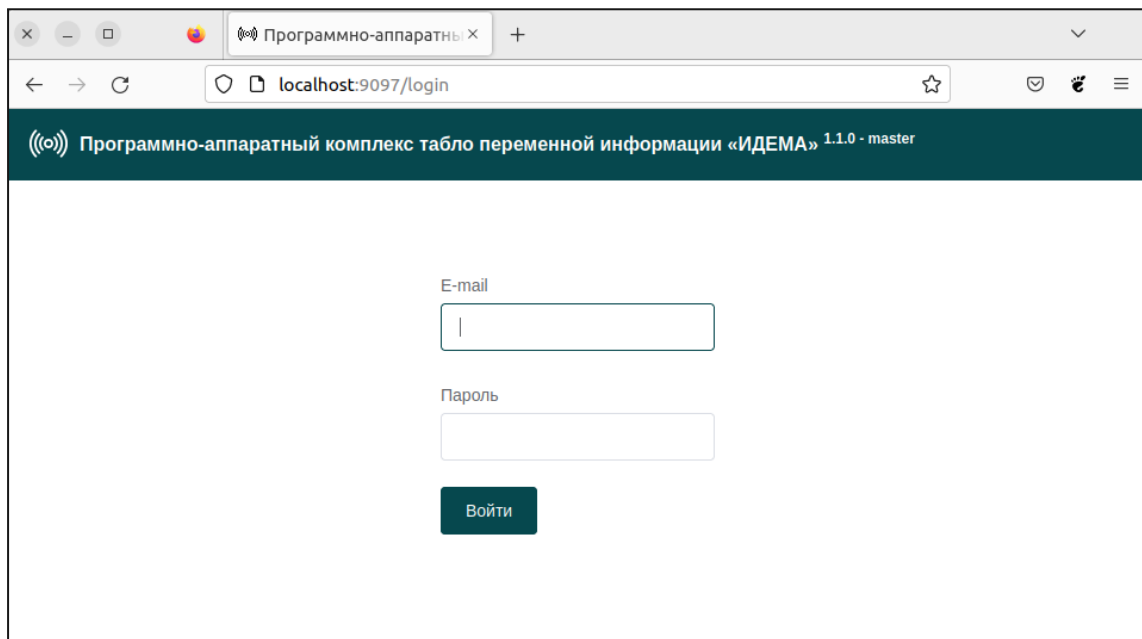 Программно-аппаратны
localhost:9097/login
Программно-аппаратный комплекс табло переменной информации «ИДЕМА» 1.1.0 - master
E-mail
Пароль
Войти